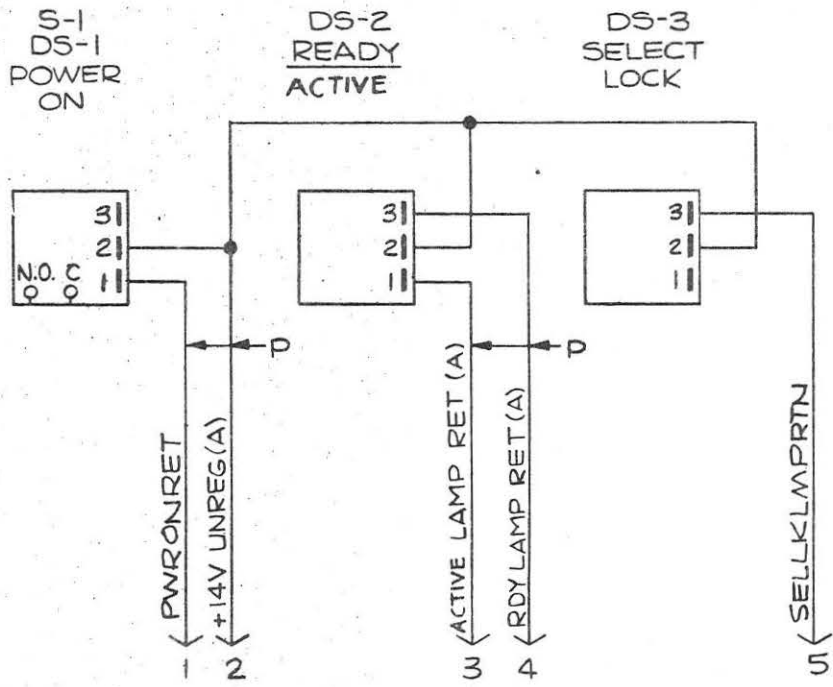 S-1
DS-1
POWER
ON
DS-2
READY
ACTIVE
DS-3
SELECT
LOCK
3
2
1
N.O. C
3
2
1
3
2
1
P
P
PWRONRET
+14V UNREG(A)
ACTIVE LAMP RET (A)
RDY LAMP RET (A)
SELLKLMPRTN
1 2 3 4 5